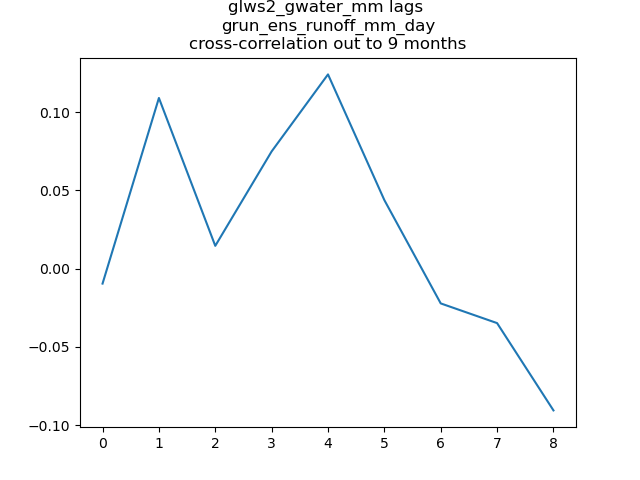 glws2_gwater_mm lags
grun_ens_runoff_mm_day
cross-correlation out to 9 months
0.10
0.05
0.00
−0.05
−0.10
0 1 2 3 4 5 6 7 8